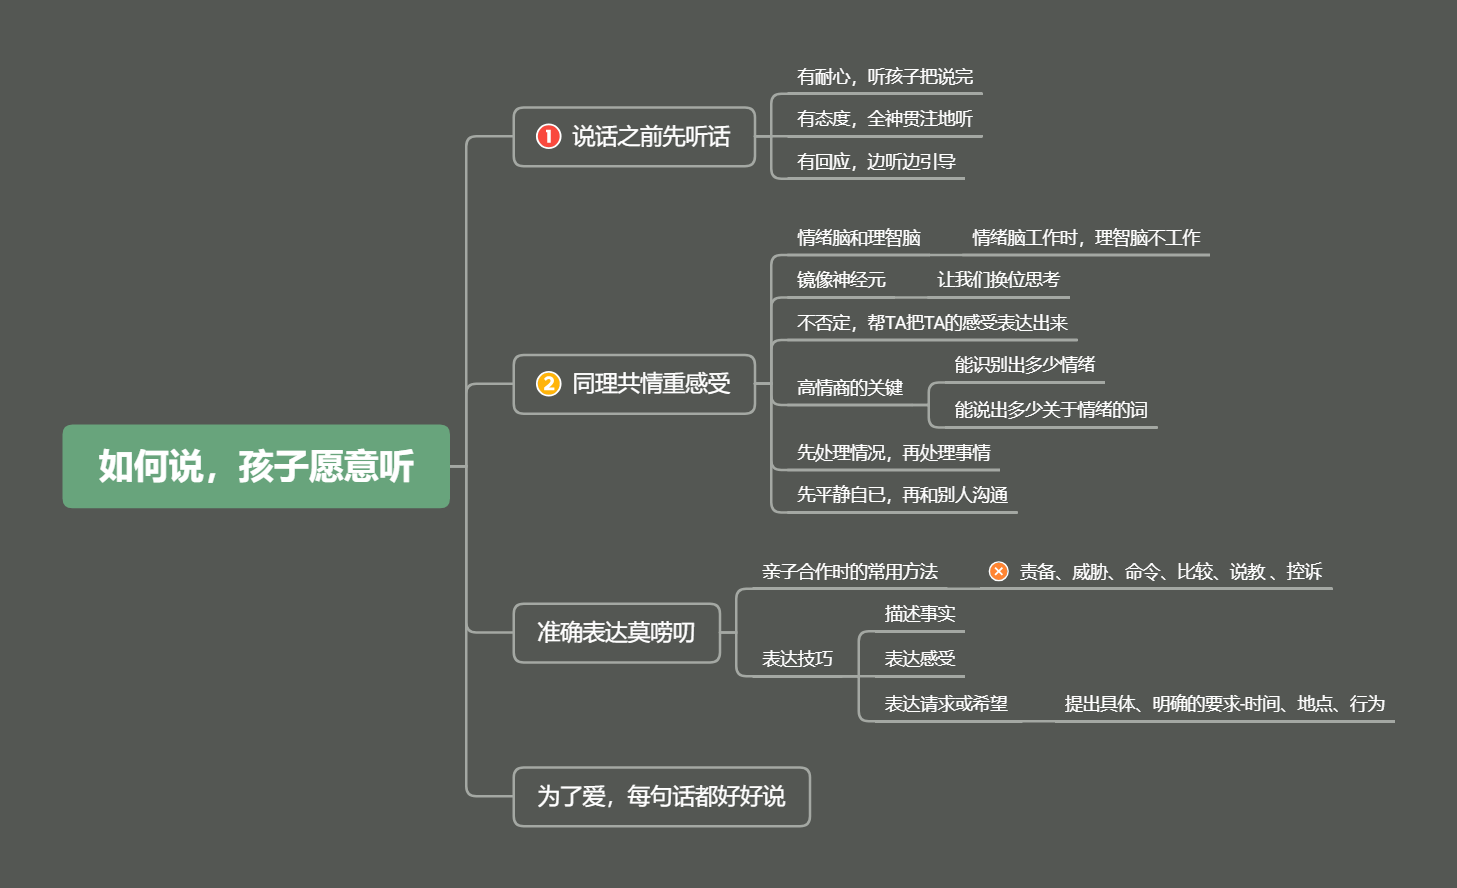 如何说，孩子愿意听
1 说话之前先听话
有耐心，听孩子把说完
有态度，全神贯注地听
有回应，边听边引导
2 同理共情重感受
情绪脑和理智脑
情绪脑工作时，理智脑不工作
镜像神经元
让我们换位思考
不否定，帮TA把TA的感受表达出来
高情商的关键
能识别出多少情绪
能说出多少关于情绪的词
先处理情况，再处理事情
先平静自已，再和别人沟通
准确表达莫唠叨
亲子合作时的常用方法
责备、威胁、命令、比较、说教 、控诉
表达技巧
描述事实
表达感受
表达请求或希望
提出具体、明确的要求-时间、地点、行为
为了爱，每句话都好好说